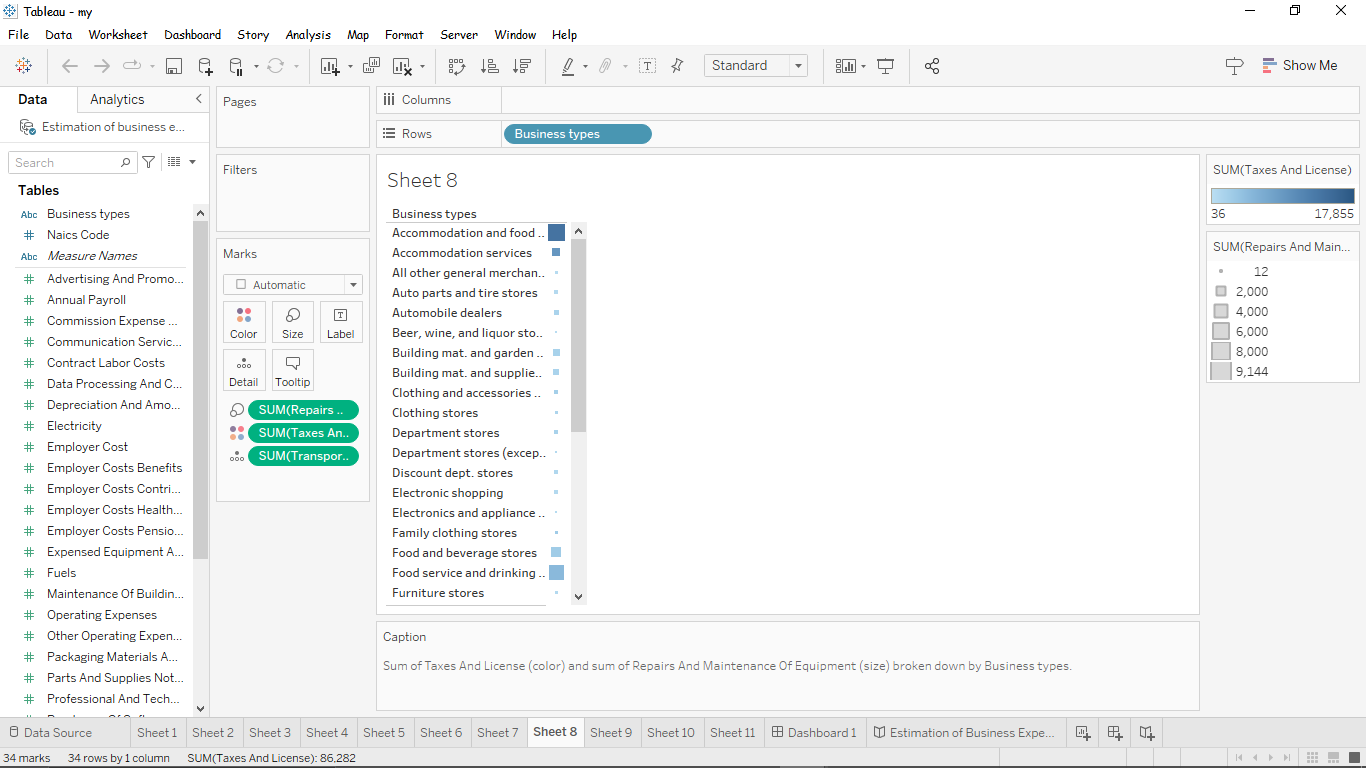 Tableau - my
File Data Worksheet Dashboard Story Analysis Map Format Server Window Help
Standard
Show Me
Data Analytics
Estimation of business e...
Search
Tables
Abc Business types
Naics Code
Abc Measure Names
Advertising And Promo...
Annual Payroll
Commission Expense ...
Communication Servic...
Contract Labor Costs
Data Processing And C...
Depreciation And Amo...
Electricity
Employer Cost
Employer Costs Benefits
Employer Costs Contri...
Employer Costs Health...
Employer Costs Pensio...
Expensed Equipment A...
Fuels
Maintenance Of Buildin...
Operating Expenses
Other Operating Expen...
Packaging Materials A...
Parts And Supplies Not...
Professional And Tech...
Pages
Filters
Marks
Automatic
Color Size Label
Detail Tooltip
SUM(Repairs ..
SUM(Taxes An..
SUM(Transpor..
Columns
Rows Business types
Sheet 8
Business types
Accommodation and food ..
Accommodation services
All other general merchan..
Auto parts and tire stores
Automobile dealers
Beer, wine, and liquor sto..
Building mat. and garden ..
Building mat. and supplie..
Clothing and accessories ..
Clothing stores
Department stores
Department stores (excep..
Discount dept. stores
Electronic shopping
Electronics and appliance ..
Family clothing stores
Food and beverage stores
Food service and drinking ..
Furniture stores
Caption
Sum of Taxes And License (color) and sum of Repairs And Maintenance Of Equipment (size) broken down by Business types.
SUM(Taxes And License)
36 17,855
SUM(Repairs And Main...
12
2,000
4,000
6,000
8,000
9,144
Data Source Sheet 1 Sheet 2 Sheet 3 Sheet 4 Sheet 5 Sheet 6 Sheet 7 Sheet 8 Sheet 9 Sheet 10 Sheet 11 Dashboard 1 Estimation of Business Expe...
34 marks 34 rows by 1 column SUM(Taxes And License): 86,282